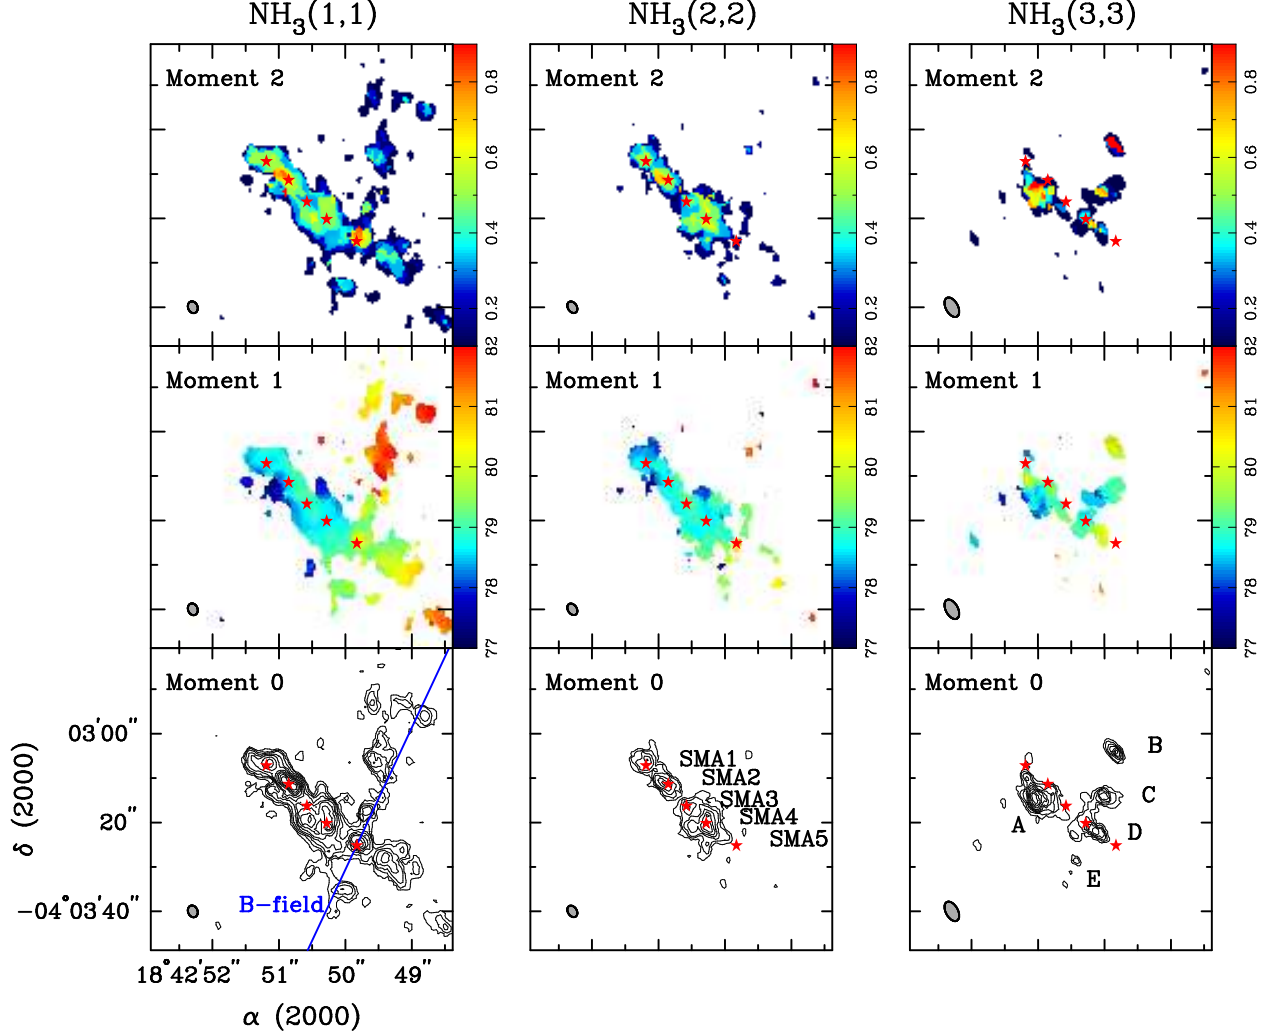 NH3(1,1) NH3(2,2) NH3(3,3)
Moment 2 Moment 2 Moment 2
0.8 0.8 0.8
0.6 0.6 0.6
0.4 0.4 0.4
0.2 0.2 0.2
82 82 82
Moment 1 Moment 1 Moment 1
81 81 81
80 80 80
79 79 79
78 78 78
77 77 77
Moment 0 Moment 0 Moment 0
03'00"
20"
−04°03'40"
δ (2000)
B−field
SMA1
SMA2
SMA3
SMA4
SMA5
B
C
A
D
E
18°42'52" 51" 50" 49"
α (2000)